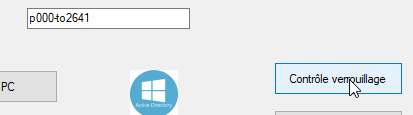 p000-to2641
Contrôle verrouillage
PC
Active Directory